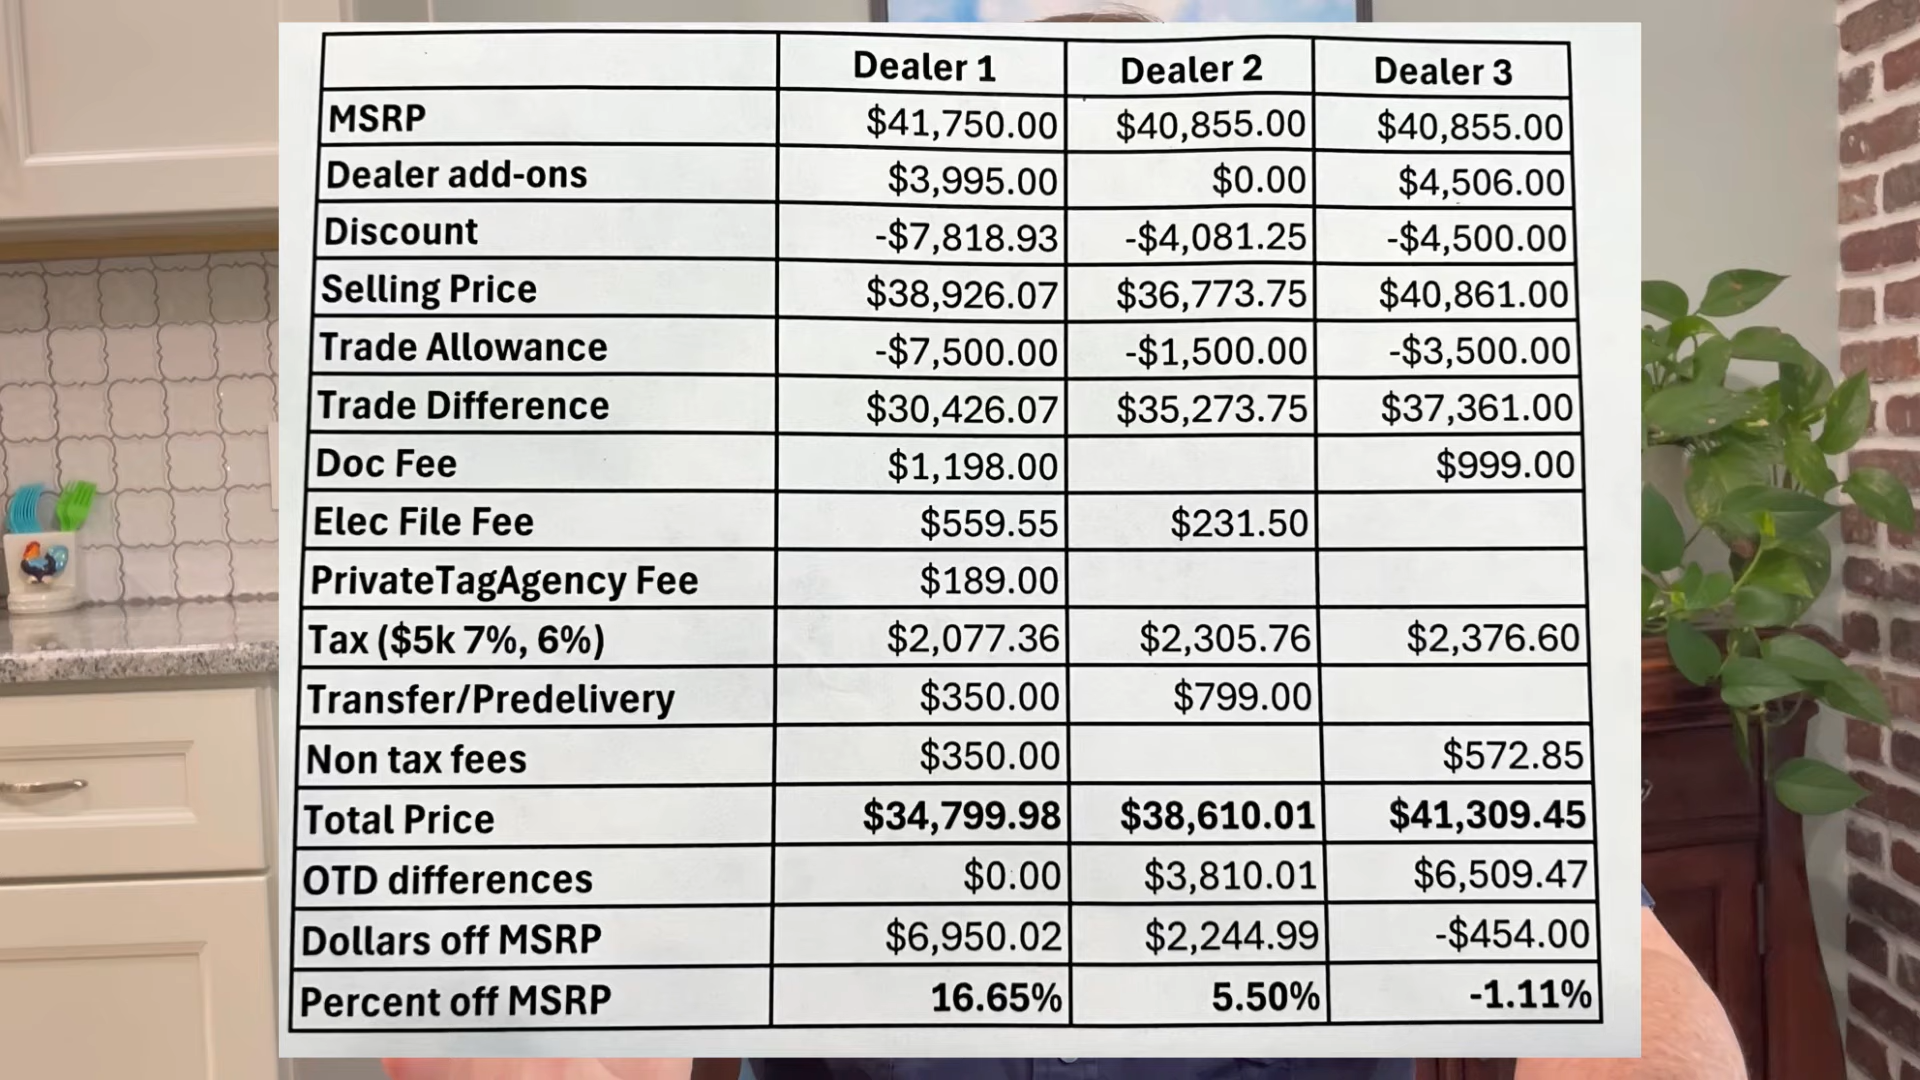 Dealer 1 Dealer 2 Dealer 3
MSRP $41,750.00 $40,855.00 $40,855.00
Dealer add-ons $3,995.00 $0.00 $4,506.00
Discount -$7,818.93 -$4,081.25 -$4,500.00
Selling Price $38,926.07 $36,773.75 $40,861.00
Trade Allowance -$7,500.00 -$1,500.00 -$3,500.00
Trade Difference $30,426.07 $35,273.75 $37,361.00
Doc Fee $1,198.00 $999.00
Elec File Fee $559.55 $231.50
PrivateTagAgency Fee $189.00
Tax ($5k 7%, 6%) $2,077.36 $2,305.76 $2,376.60
Transfer/Predelivery $350.00 $799.00
Non tax fees $350.00 $572.85
Total Price $34,799.98 $38,610.01 $41,309.45
OTD differences $0.00 $3,810.01 $6,509.47
Dollars off MSRP $6,950.02 $2,244.99 -$454.00
Percent off MSRP 16.65% 5.50% -1.11%